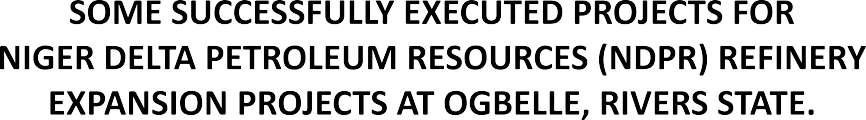 SOME SUCCESSFULLY EXECUTED PROJECTS FOR
NIGER DELTA PETROLEUM RESOURCES (NDPR) REFINERY
EXPANSION PROJECTS AT OGBELLE, RIVERS STATE.